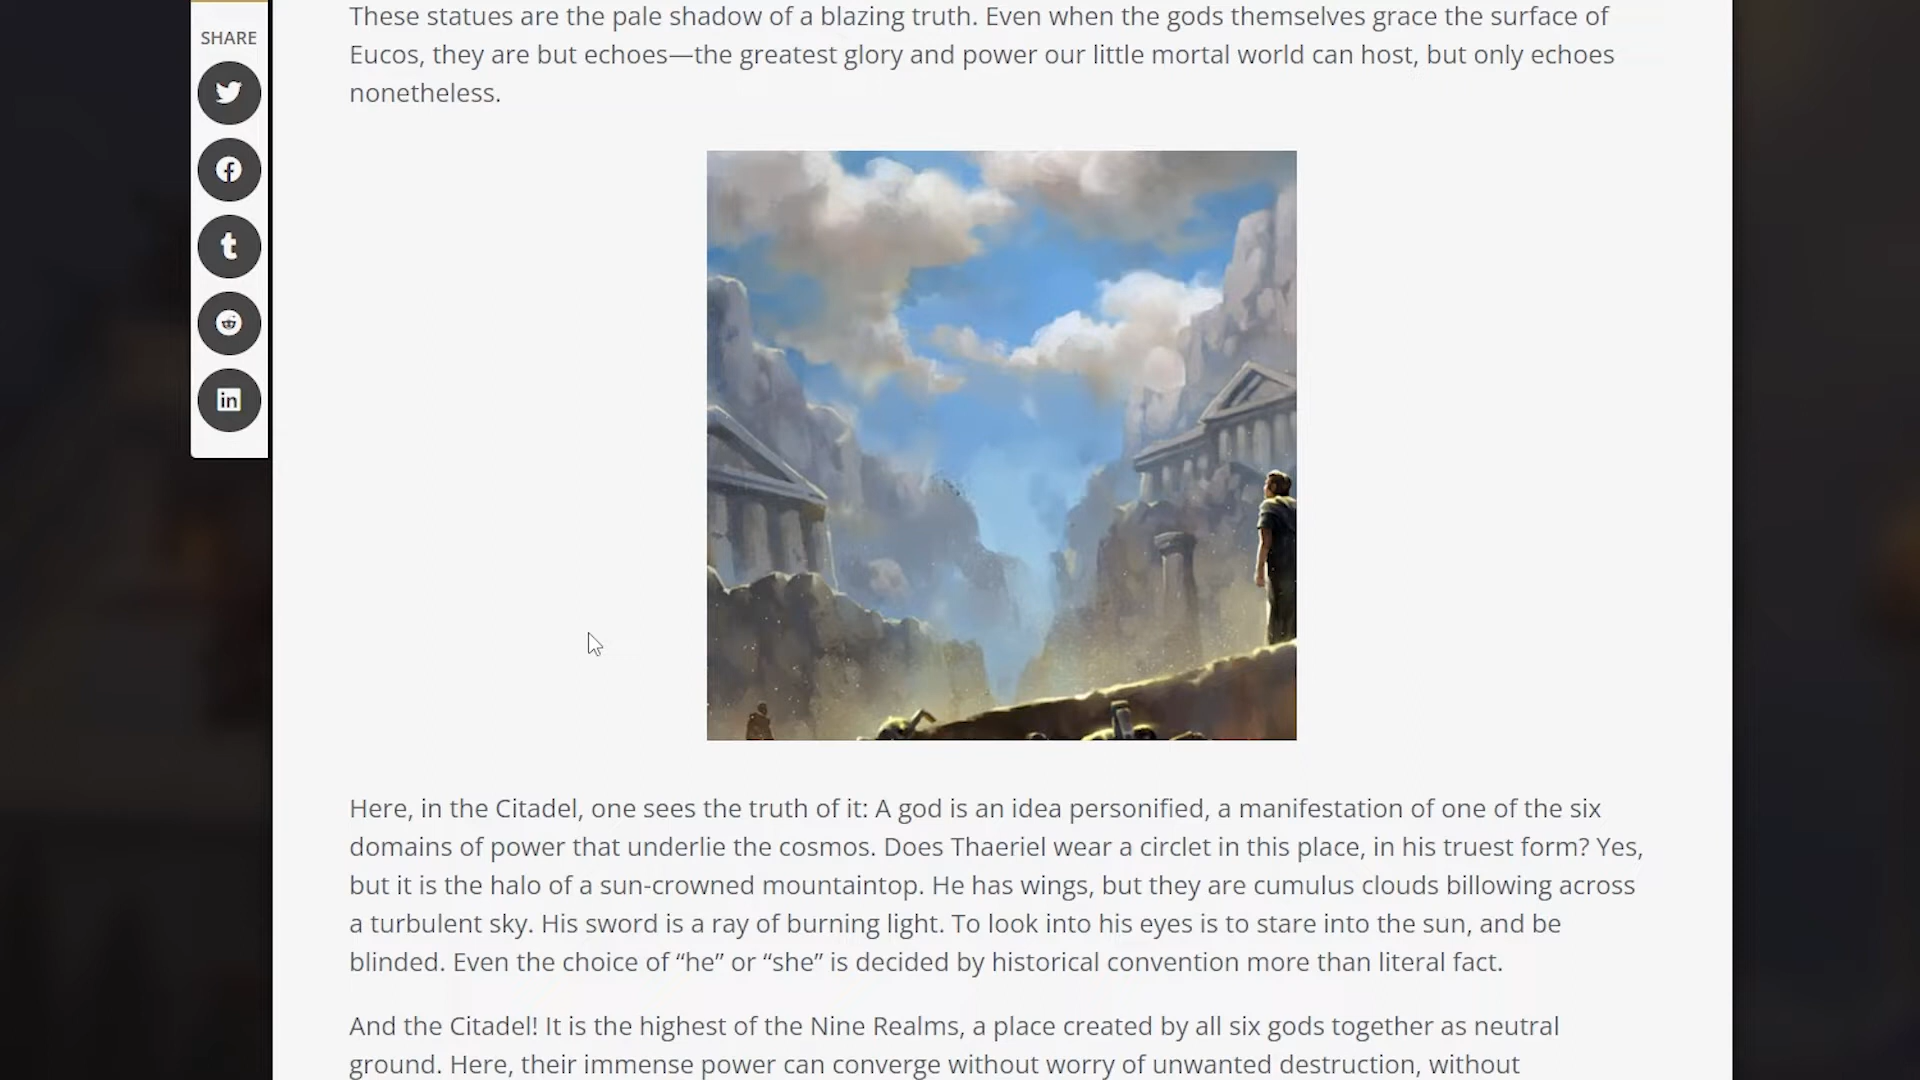 These statues are the pale shadow of a blazing truth. Even when the gods themselves grace the surface of
SHARE
Eucos, they are but echoes—the greatest glory and power our little mortal world can host, but only echoes
nonetheless.
Here, in the Citadel, one sees the truth of it: A god is an idea personified, a manifestation of one of the six
domains of power that underlie the cosmos. Does Thaeriel wear a circlet in this place, in his truest form? Yes,
but it is the halo of a sun-crowned mountaintop. He has wings, but they are cumulus clouds billowing across
a turbulent sky. His sword is a ray of burning light. To look into his eyes is to stare into the sun, and be
blinded. Even the choice of “he” or “she” is decided by historical convention more than literal fact.
And the Citadel! It is the highest of the Nine Realms, a place created by all six gods together as neutral
ground. Here, their immense power can converge without worry of unwanted destruction, without